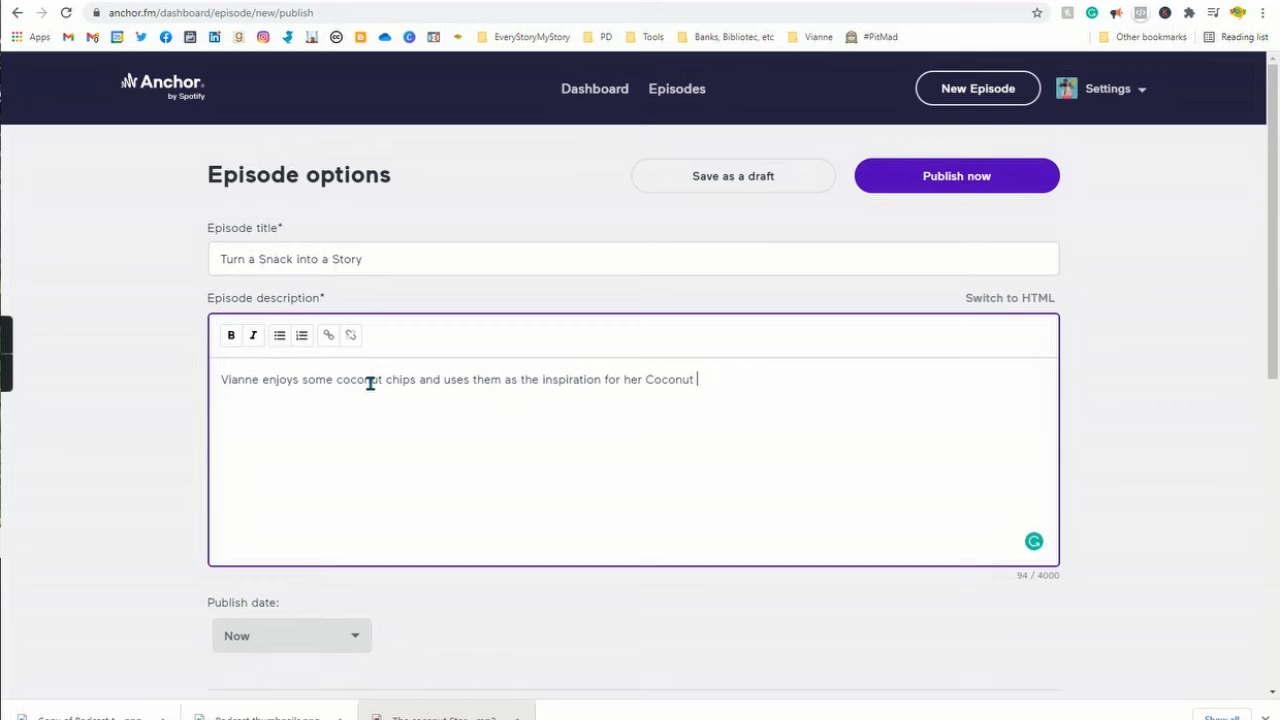 anchor.fm/dashboard/episode/new/publish
Apps
EveryStoryMyStory
PD
Tools
Banks, Bibliotec, etc
Vianne
#PitMad
Other bookmarks
Reading list
Anchor
by Spotify
Dashboard
Episodes
New Episode
Settings
Episode options
Save as a draft
Publish now
Episode title*
Turn a Snack into a Story
Episode description*
Switch to HTML
B I
Vianne enjoys some coconut chips and uses them as the inspiration for her Coconut
94 / 4000
Publish date:
Now
Show all